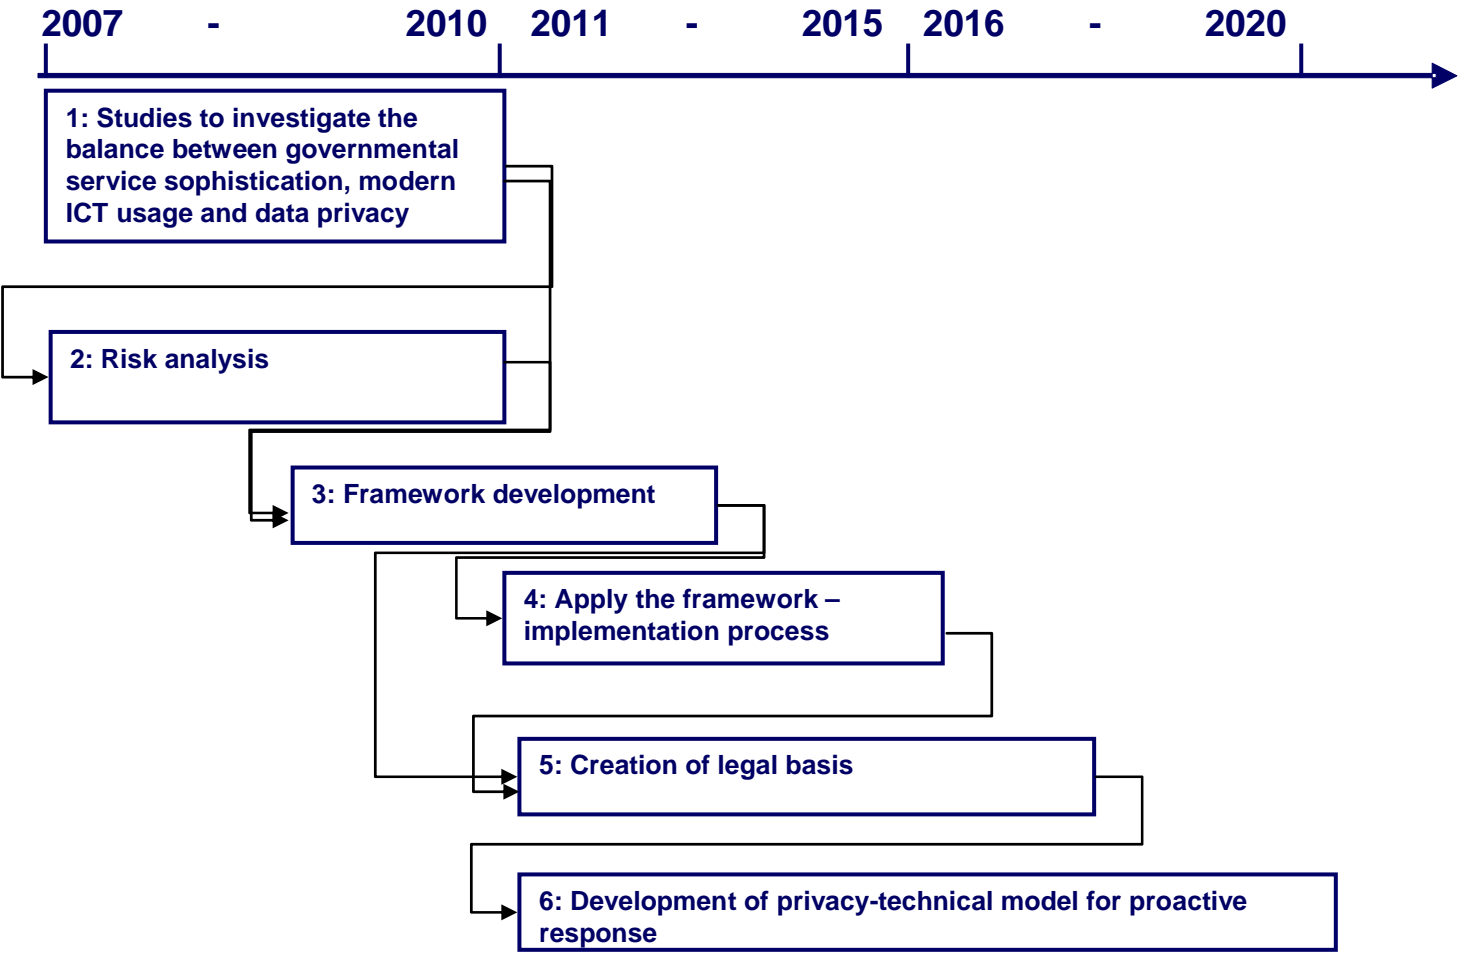 2007 - 2010 2011 - 2015 2016 - 2020
1: Studies to investigate the
balance between governmental
service sophistication, modern
ICT usage and data privacy
2: Risk analysis
3: Framework development
4: Apply the framework –
implementation process
5: Creation of legal basis
6: Development of privacy-technical model for proactive
response